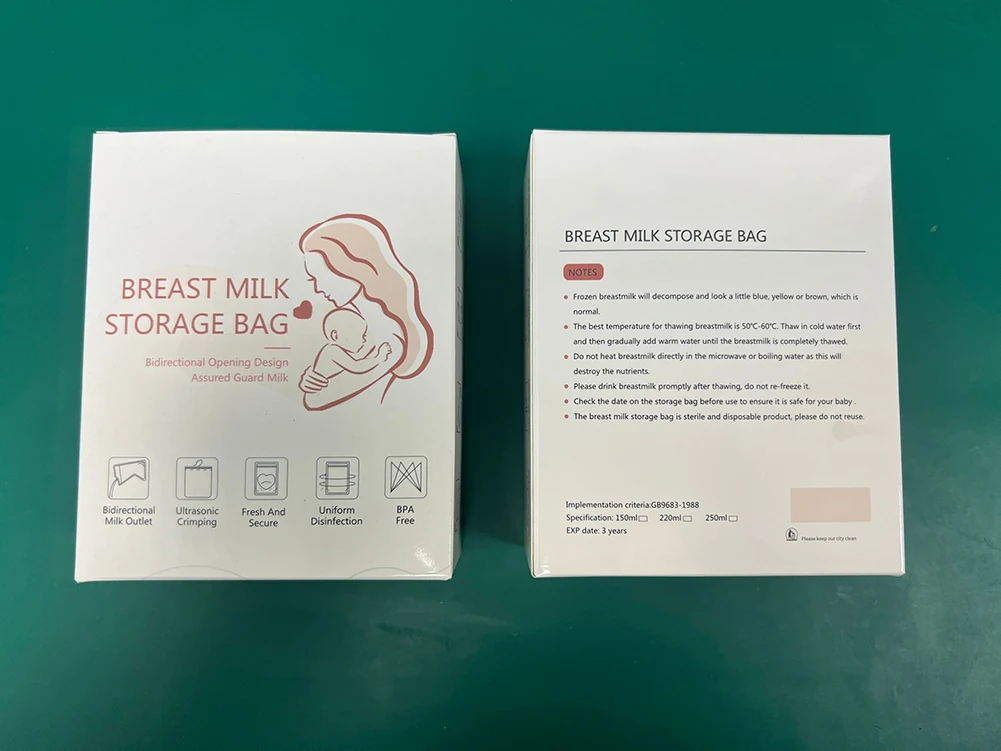 BREAST MILK
STORAGE BAG
Bidirectional Opening Design
Assured Guard Milk
Bidirectional
Milk Outlet
Ultrasonic
Crimping
Fresh And
Secure
Uniform
Disinfection
BPA
Free
BREAST MILK STORAGE BAG
NOTES
Frozen breastmilk will decompose and look a little blue, yellow or brown, which is
normal.
The best temperature for thawing breastmilk is 50℃-60℃. Thaw in cold water first
and then gradually add warm water until the breastmilk is completely thawed.
Do not heat breastmilk directly in the microwave or boiling water as this will
destroy the nutrients.
Please drink breastmilk promptly after thawing, do not re-freeze it.
Check the date on the storage bag before use to ensure it is safe for your baby .
The breast milk storage bag is sterile and disposable product, please do not reuse.
Implementation criteria:GB9683-1988
Specification: 150ml 220ml 250ml
EXP date: 3 years
Please keep our city clean